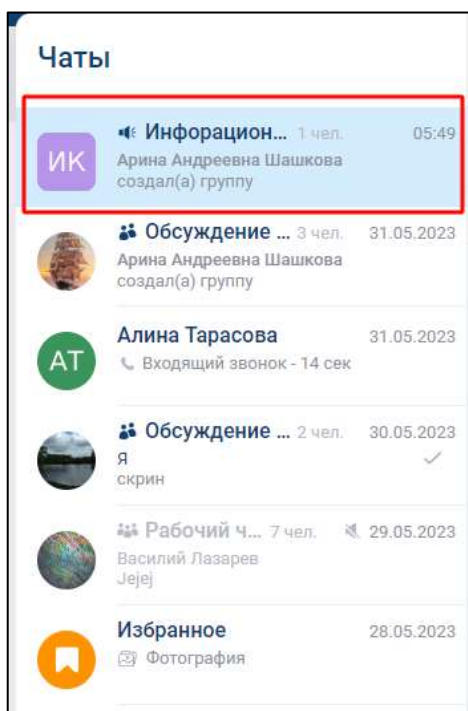 Чаты
ИК
Инфорацион... 1 чел. 05:49
Арина Андреевна Шашкова
создал(а) группу
Обсуждение ... 3 чел. 31.05.2023
Арина Андреевна Шашкова
создал(а) группу
АТ
Алина Тарасова 31.05.2023
Входящий звонок - 14 сек
Обсуждение ... 2 чел. 30.05.2023
Я
скрин
Рабочий ч... 7 чел. 29.05.2023
Василий Лазарев
Jejej
Избранное 28.05.2023
Фотография